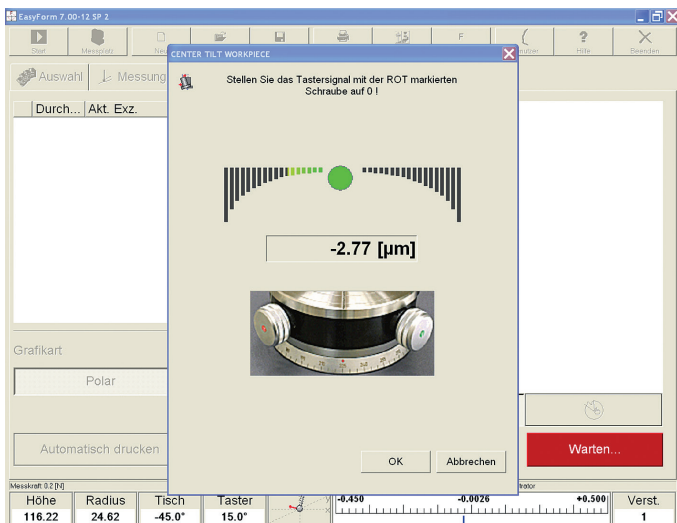 EasyForm 7.00-12 SP 2
Start
Messplatz
F
Hilfe
Beenden
CENTER TILT WORKPIECE
Auswahl
Messung
Stellen Sie das Tastersignal mit der ROT markierten
Schraube auf 0 !
Durch... Akt. Exz.
-2.77 [µm]
Grafikart
Polar
Automatisch drucken
Warten...
OK
Abbrechen
Messkraft 0.2 [N]
Höhe Radius Tisch Taster
-0.450 -0.0026 +0.500
Verst.
116.22 24.62 -45.0° 15.0°
1